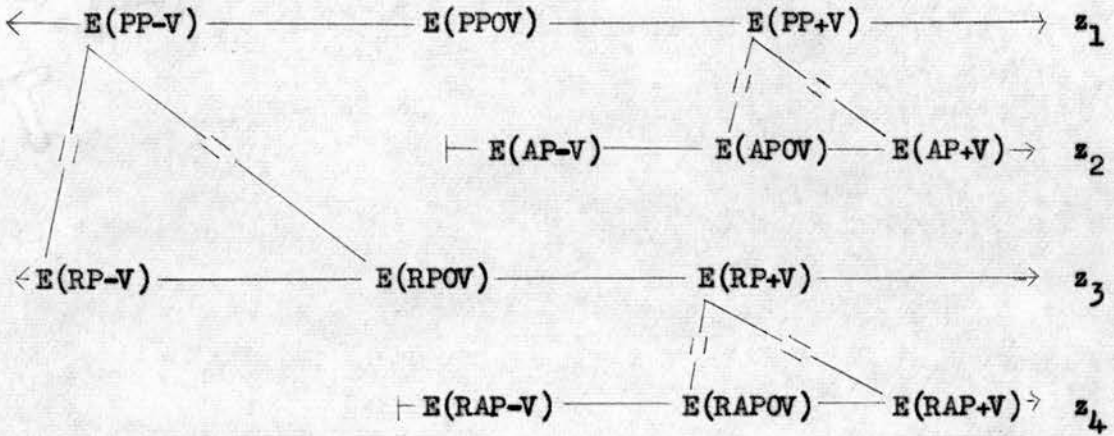 E(PP-V) E(PPOV) E(PP+V) z1
E(AP-V) E(APOV) E(AP+V) z2
E(RP-V) E(RPOV) E(RP+V) z3
E(RAP-V) E(RAPOV) E(RAP+V) z4